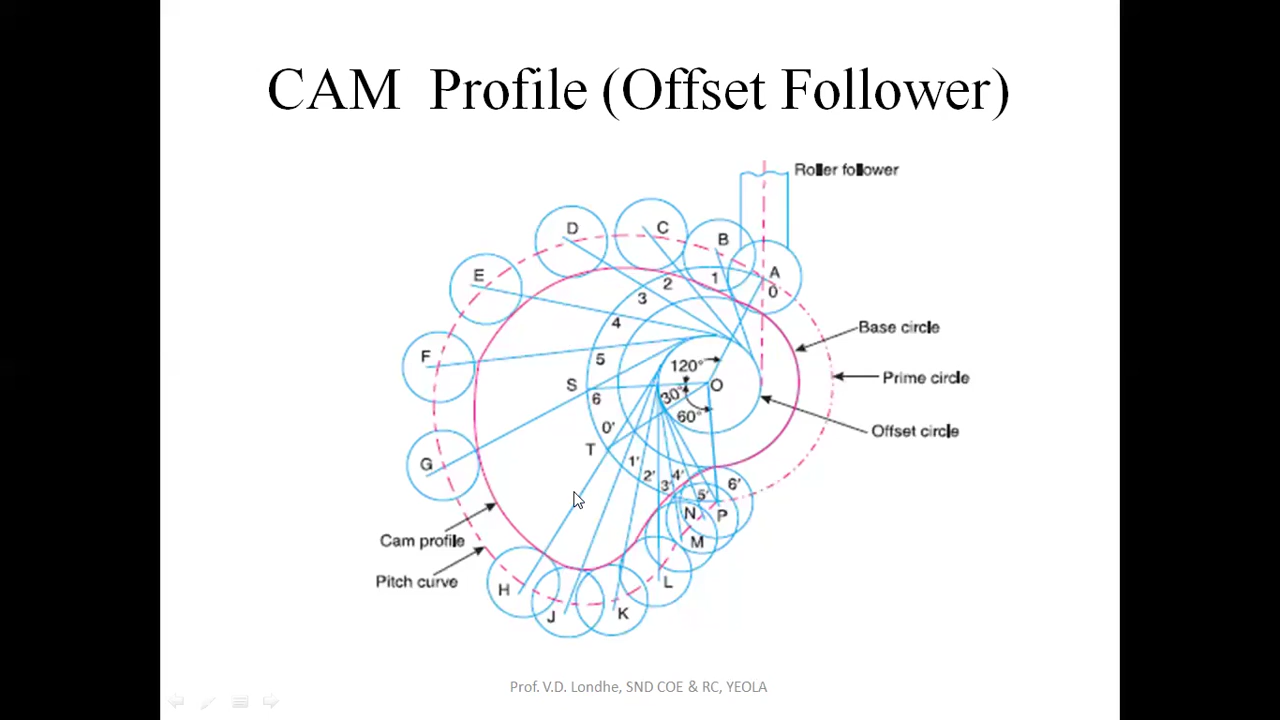 CAM Profile (Offset Follower)
Roller follower
D
C
B
A
E
1
0
2
3
4
Base circle
F
5
120°
Prime circle
S
O
6
30°
60°
0'
Offset circle
T
G
1'
2'
3'
4'
5'
6'
N
P
Cam profile
M
Pitch curve
H
L
J
K
Prof. V.D. Londhe, SND COE & RC, YEOLA